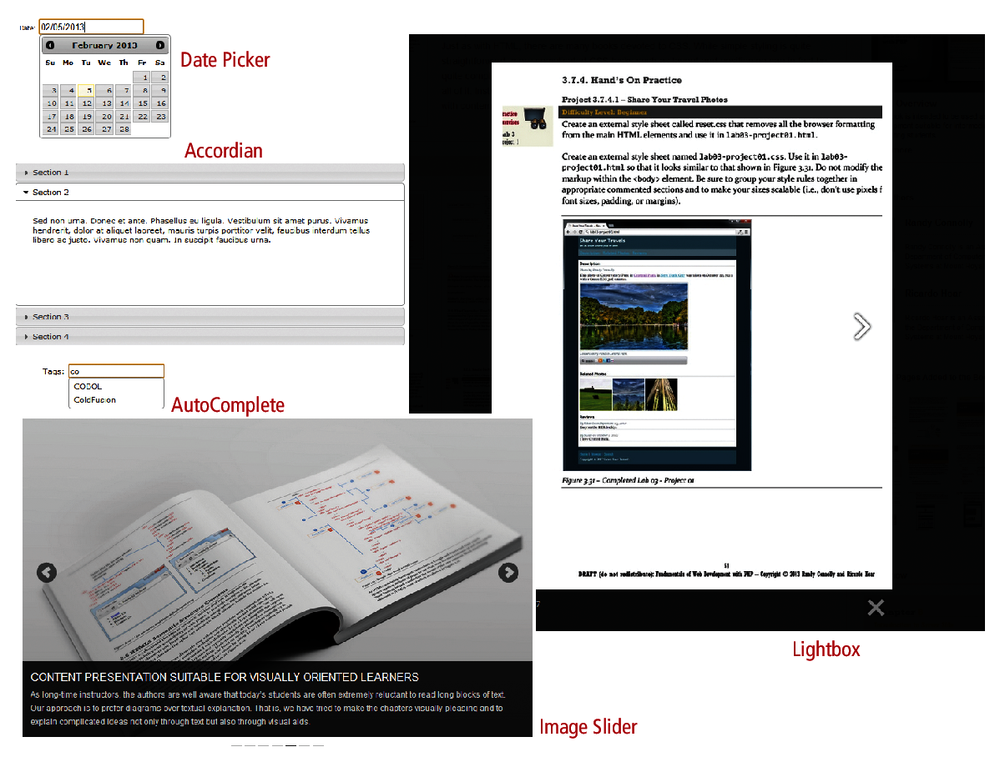 Date: 02/05/2013
February 2013
Su Mo Tu We Th Fr Sa
1 2
3 4 5 6 7 8 9
10 11 12 13 14 15 16
17 18 19 20 21 22 23
24 25 26 27 28
Date Picker
Accordian
Section 1
Section 2
Sed non urna. Donec et ante. Phasellus eu ligula. Vestibulum sit amet purus. Vivamus
hendrerit, dolor at aliquet laoreet, mauris turpis porttitor velit, faucibus interdum tellus
libero ac justo. Vivamus non quam. In suscipit faucibus urna.
Section 3
Section 4
Tags: co
COBOL
ColdFusion
AutoComplete
3.7.4. Hand's On Practice
Project 3.7.4.1 – Share Your Travel Photos
Difficulty Level: Beginner
Create an external style sheet called reset.css that removes all the browser formatting
from the main HTML elements and use it in lab03-project01.html.
Create an external style sheet named lab03-project01.css. Use it in lab03-
project01.html so that it looks similar to that shown in Figure 3.31. Do not modify the
markup within the <body> element. Be sure to group your style rules together in
appropriate commented sections and to make your sizes scalable (i.e., don't use pixels f
font sizes, padding, or margins).
Share Your Travels
Description
Related Photos
Reviews
Figure 3.31 – Completed Lab 03 - Project 01
51
DRAFT (do not redistribute): Fundamentals of Web Development with PHP – Copyright © 2013 Randy Connolly and Ricardo Hoar
7
Lightbox
CONTENT PRESENTATION SUITABLE FOR VISUALLY ORIENTED LEARNERS
As long-time instructors, the authors are well aware that today's students are often extremely reluctant to read long blocks of text.
Our approach is to prefer diagrams over textual explanation. That is, we have tried to make the chapters visually pleasing and to
explain complicated ideas not only through text but also through visual aids.
Image Slider